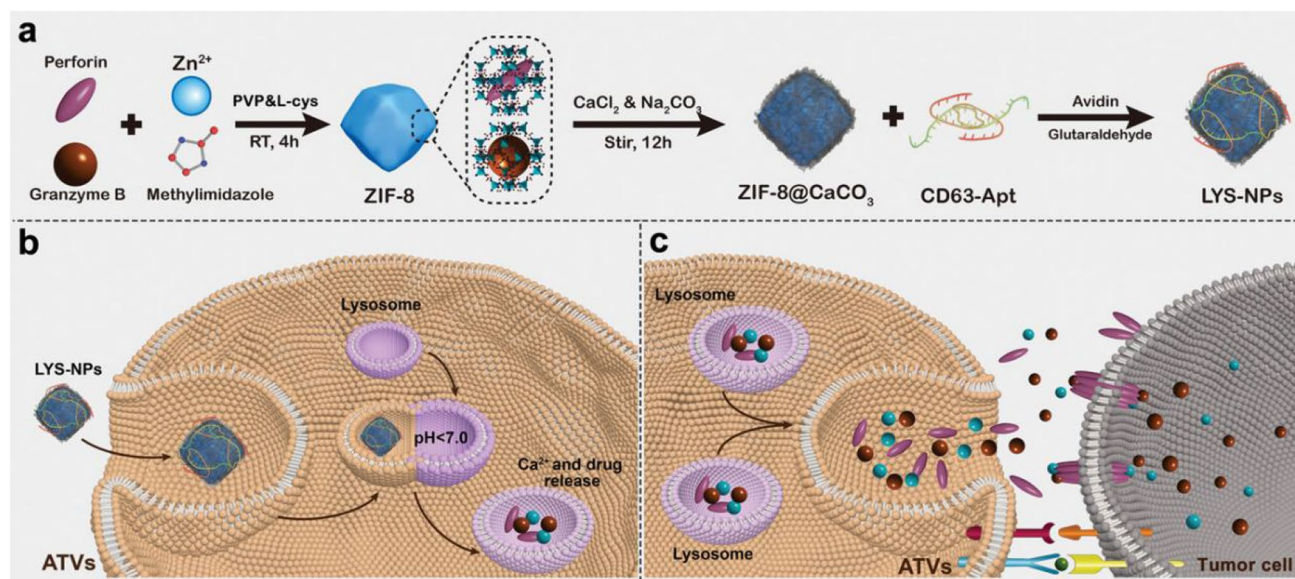 a
Perforin
Granzyme B
Zn²⁺
Methylimidazole
PVP&L-cys
RT, 4h
ZIF-8
CaCl₂ & Na₂CO₃
Stir, 12h
ZIF-8@CaCO₃
CD63-Apt
Avidin
Glutaraldehyde
LYS-NPs
b
Lysosome
LYS-NPs
pH<7.0
Ca²⁺ and drug
release
ATVs
c
Lysosome
Lysosome
ATVs
Tumor cell